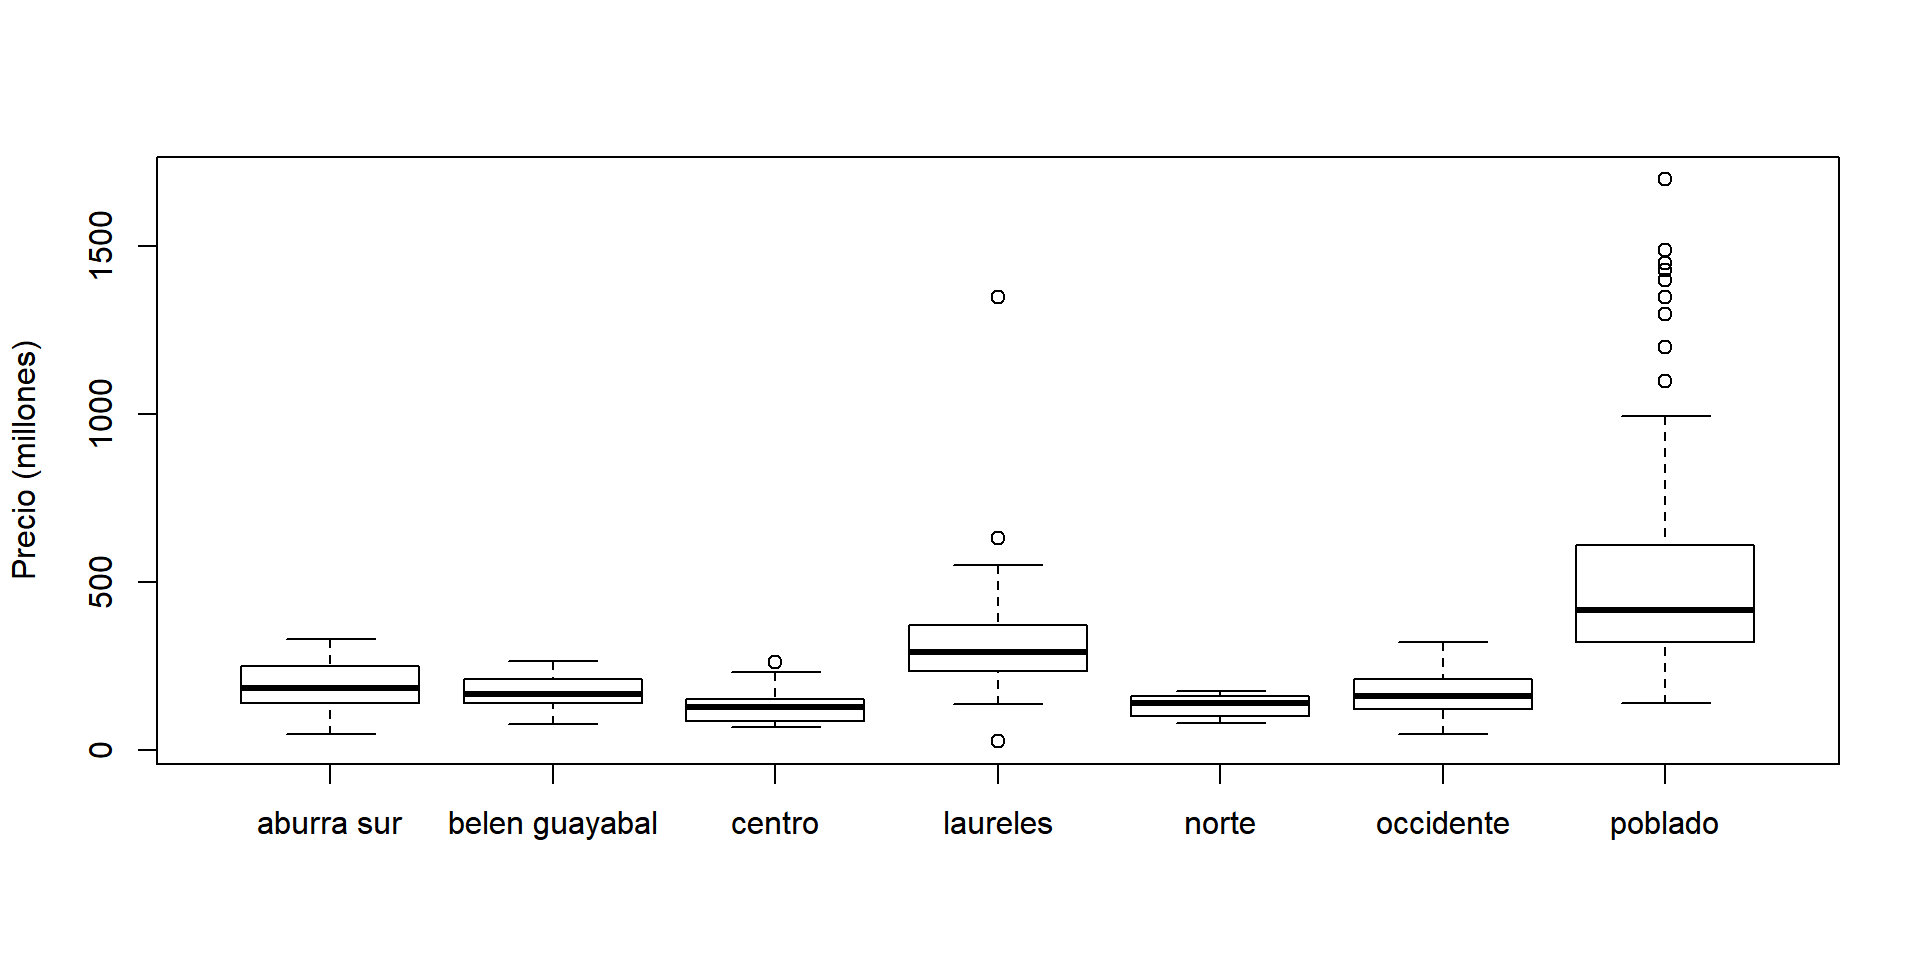 Precio (millones)
1500
1000
500
0
aburra sur belen guayabal centro laureles norte occidente poblado